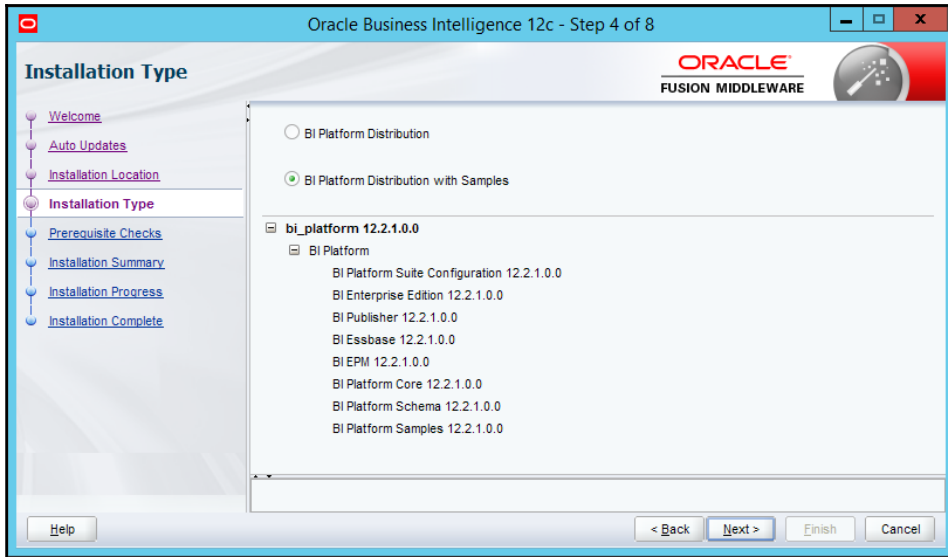 Oracle Business Intelligence 12c - Step 4 of 8
Installation Type
ORACLE
FUSION MIDDLEWARE
Welcome
Auto Updates
Installation Location
Installation Type
Prerequisite Checks
Installation Summary
Installation Progress
Installation Complete
BI Platform Distribution
BI Platform Distribution with Samples
bi_platform 12.2.1.0.0
BI Platform
BI Platform Suite Configuration 12.2.1.0.0
BI Enterprise Edition 12.2.1.0.0
BI Publisher 12.2.1.0.0
BI Essbase 12.2.1.0.0
BI EPM 12.2.1.0.0
BI Platform Core 12.2.1.0.0
BI Platform Schema 12.2.1.0.0
BI Platform Samples 12.2.1.0.0
Help
< Back
Next >
Finish
Cancel